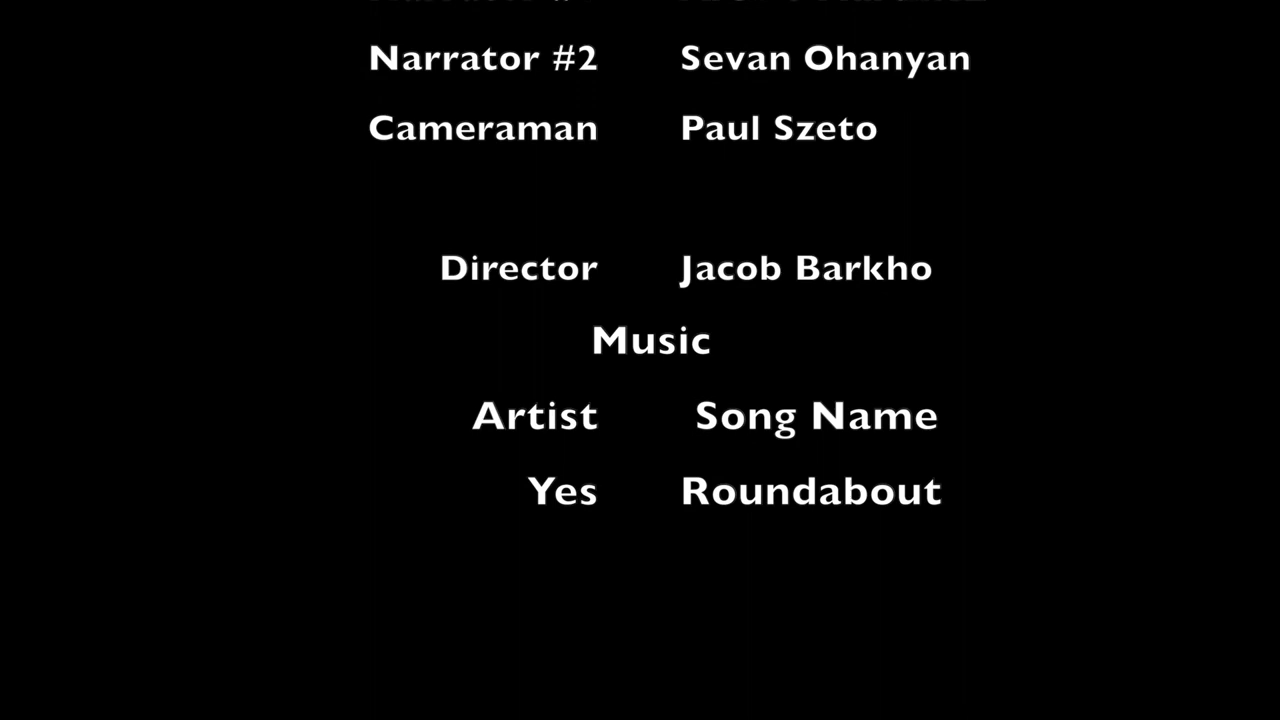 Narrator #2 Sevan Ohanyan
Cameraman Paul Szeto
Director Jacob Barkho
Music
Artist Song Name
Yes Roundabout